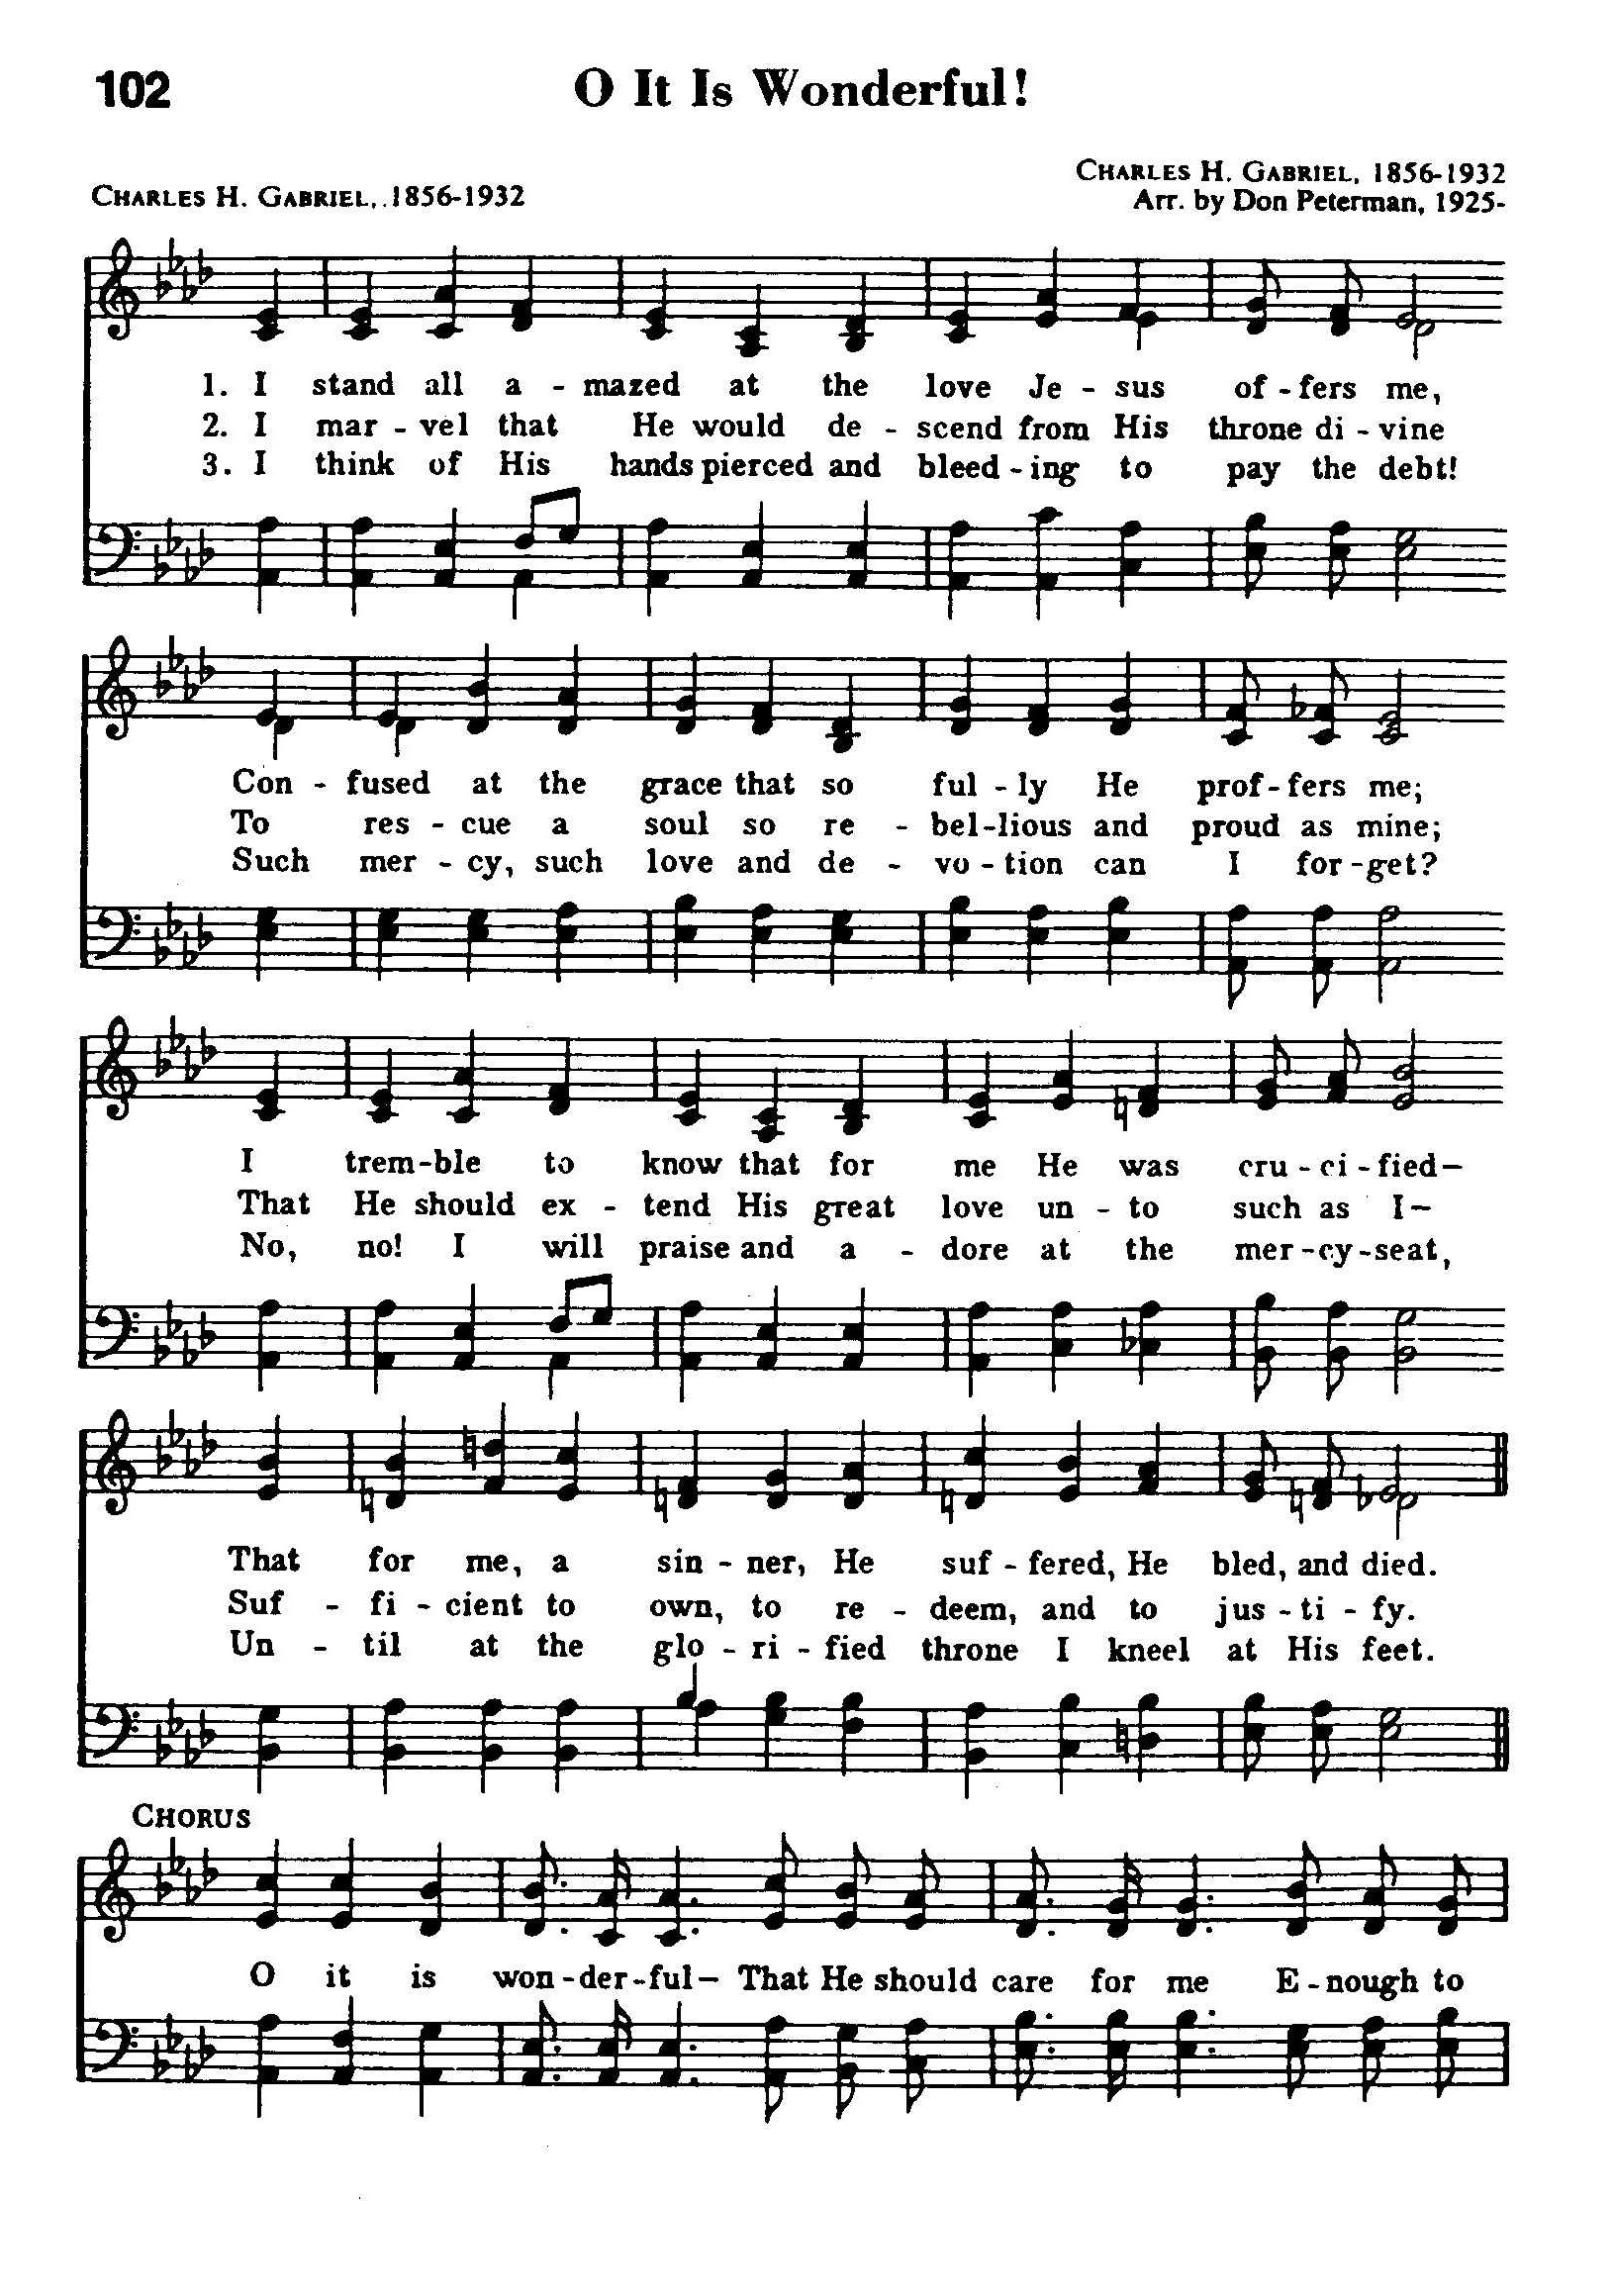 102 O It Is Wonderful!
CHARLES H. GABRIEL, 1856-1932
CHARLES H. GABRIEL, 1856-1932
Arr. by Don Peterman, 1925-
1. I stand all a - mazed at the love Je - sus of - fers me,
2. I mar - vel that He would de - scend from His throne di - vine
3. I think of His hands pierced and bleed - ing to pay the debt!
Con - fused at the grace that so ful - ly He prof - fers me;
To res - cue a soul so re - bel - lious and proud as mine;
Such mer - cy, such love and de - vo - tion can I for - get?
I trem - ble to know that for me He was cru - ci - fied—
That He should ex - tend His great love un - to such as I—
No, no! I will praise and a - dore at the mer - cy - seat,
That for me, a sin - ner, He suf - fered, He bled, and died.
Suf - fi - cient to own, to re - deem, and to jus - ti - fy.
Un - til at the glo - ri - fied throne I kneel at His feet.
CHORUS
O it is won - der - ful— That He should care for me E - nough to